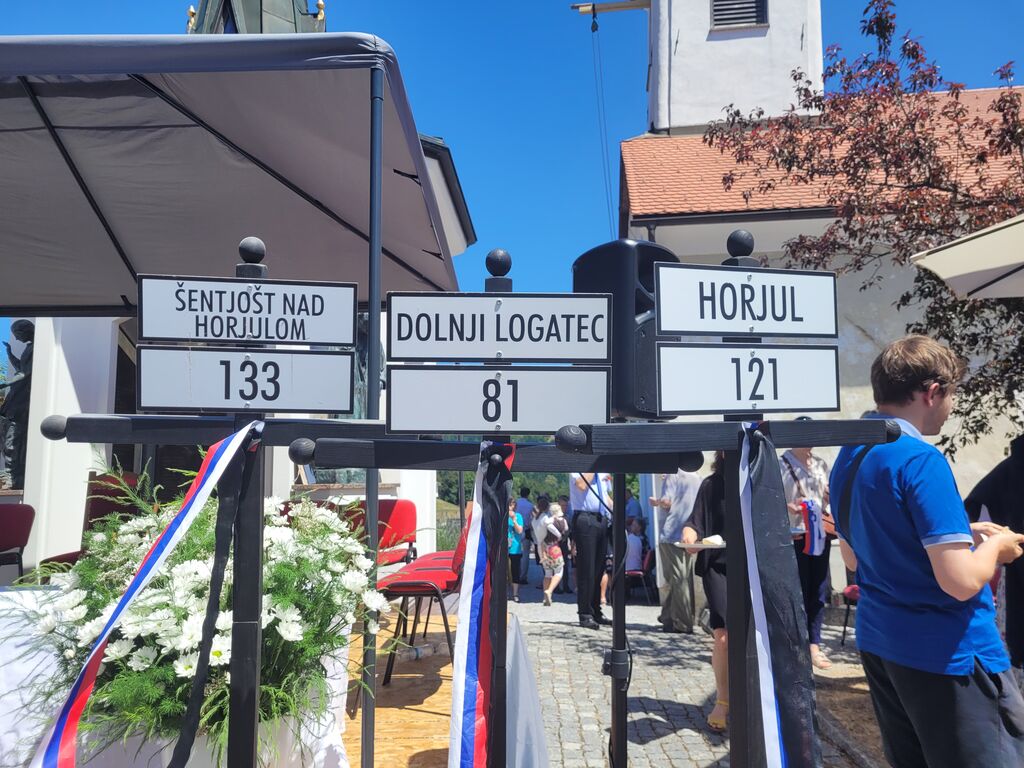 ŠENTJOŠT NAD
HORJULOM
133
DOLNJI LOGATEC
81
HORJUL
121